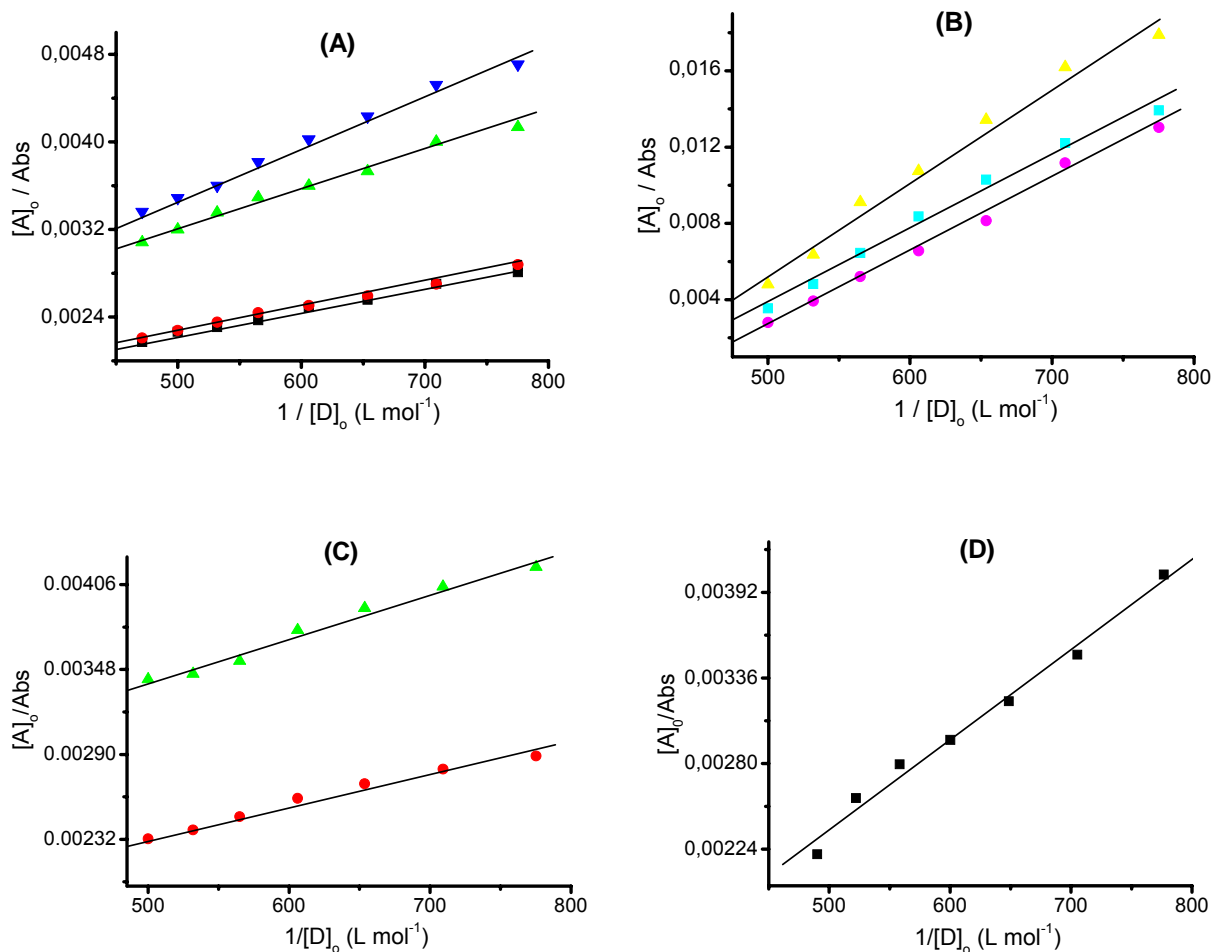 (A)
[A]ₒ / Abs
0,0048
0,0040
0,0032
0,0024
500 600 700 800
1 / [D]ₒ (L mol⁻¹)
(B)
[A]ₒ / Abs
0,016
0,012
0,008
0,004
500 600 700 800
1 / [D]ₒ (L mol⁻¹)
(C)
[A]ₒ/Abs
0.00406
0.00348
0.00290
0.00232
500 600 700 800
1/[D]ₒ (L mol⁻¹)
(D)
[A]₀/Abs
0,00392
0,00336
0,00280
0,00224
500 600 700 800
1/[D]ₒ (L mol⁻¹)